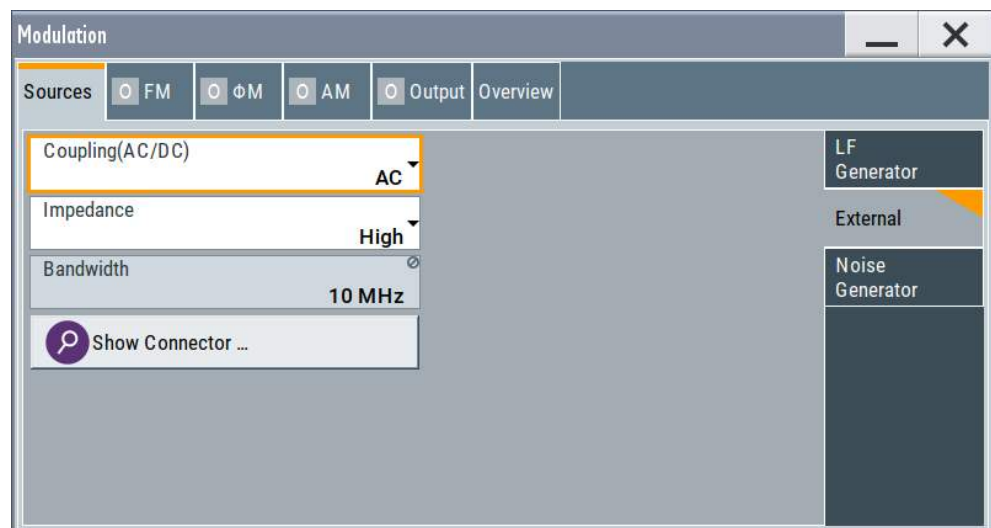 Modulation
Sources O FM O ΦM O AM O Output Overview
Coupling(AC/DC)
AC
Impedance
High
Bandwidth
10 MHz
Show Connector ...
LF
Generator
External
Noise
Generator